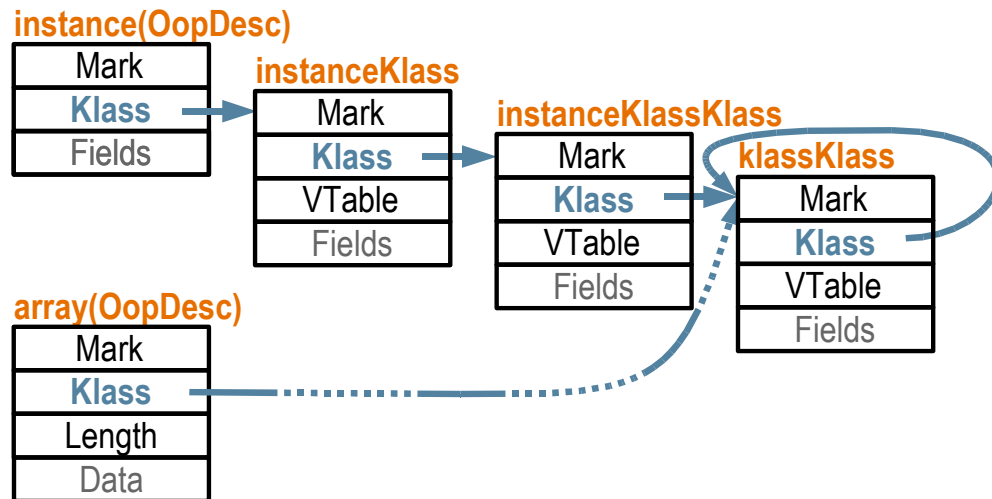 instance(OopDesc)
Mark
Klass
Fields
instanceKlass
Mark
Klass
VTable
Fields
instanceKlassKlass
Mark
Klass
VTable
Fields
klassKlass
Mark
Klass
VTable
Fields
array(OopDesc)
Mark
Klass
Length
Data